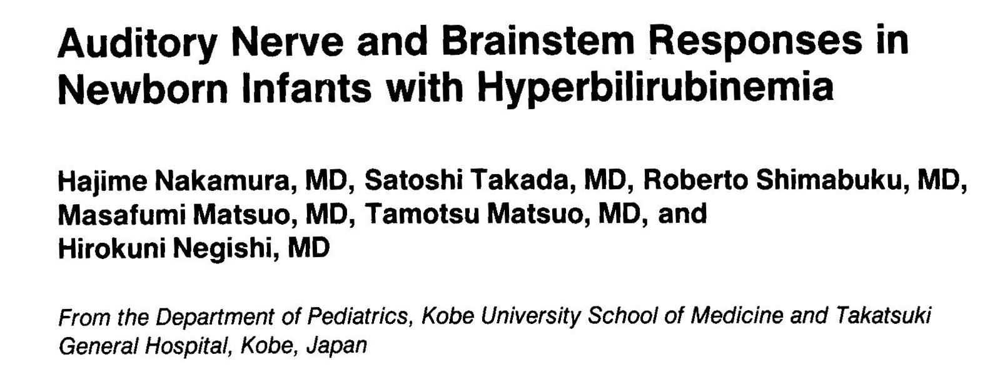 Auditory Nerve and Brainstem Responses in
Newborn Infants with Hyperbilirubinemia
Hajime Nakamura, MD, Satoshi Takada, MD, Roberto Shimabuku, MD,
Masafumi Matsuo, MD, Tamotsu Matsuo, MD, and
Hirokuni Negishi, MD
From the Department of Pediatrics, Kobe University School of Medicine and Takatsuki
General Hospital, Kobe, Japan